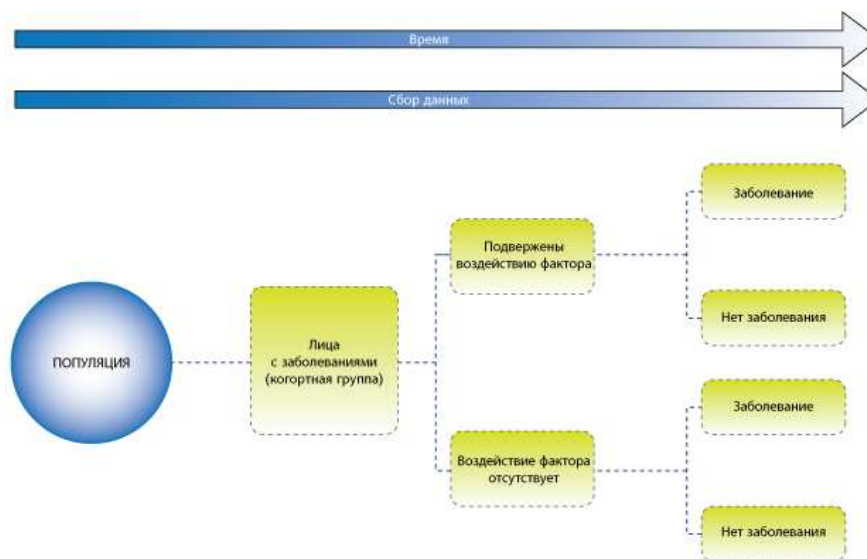 Время
Сбор данных
ПОПУЛЯЦИЯ
Лица
с заболеваниями
(когортная группа)
Подвержены
воздействию фактора
Воздействие фактора
отсутствует
Заболевание
Нет заболевания
Заболевание
Нет заболевания